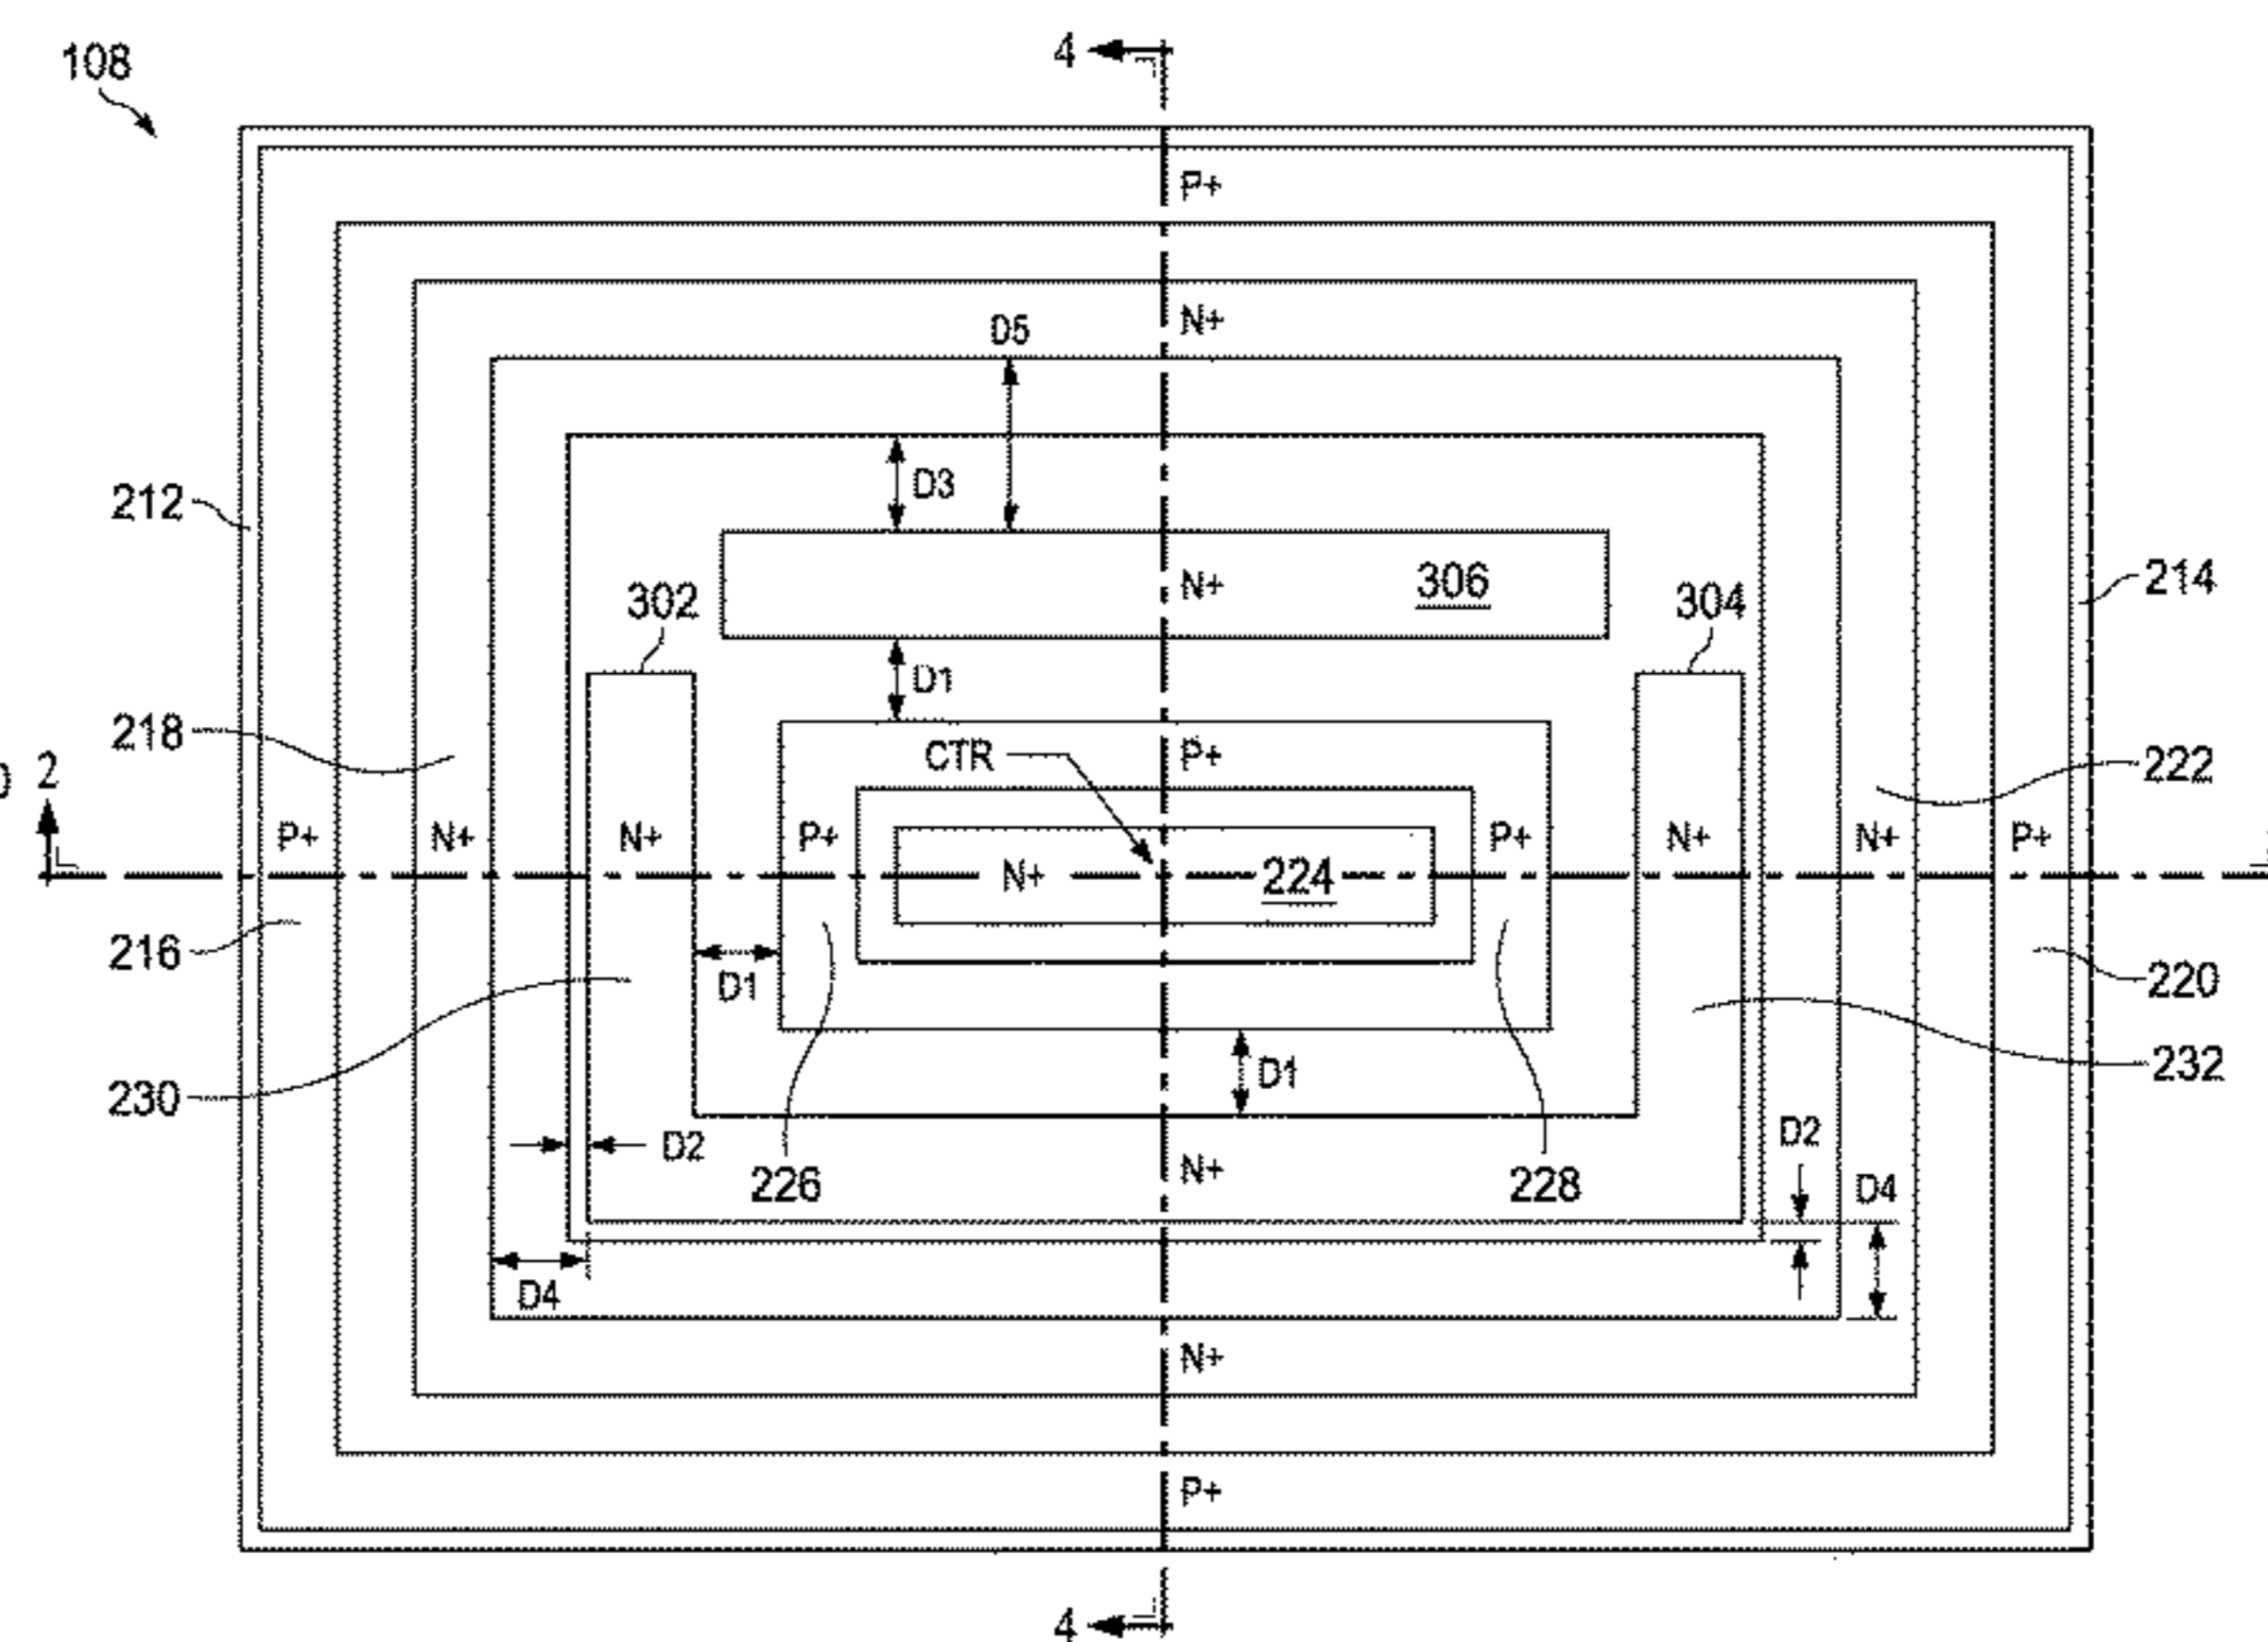 4
108
P+
N+
D5
D3
212
N+
306
214
302
304
D1
218
P+
CTR
222
2
P+
N+
N+
P+
P+
N+
N+
P+
N+
224
216
D1
220
D1
232
230
D2
D2
226
N+
228
D4
D4
N+
P+
4